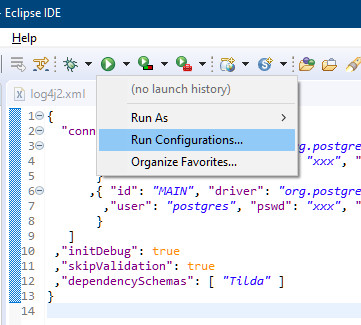 - Eclipse IDE
Help
log4j2.xml
(no launch history)
Run As
Run Configurations...
Organize Favorites...
1 {
2 "conn
3 org.postgre
4 "xxx", "
5 }
6 ,{ "id": "MAIN", "driver": "org.postgres
7 ,"user": "postgres", "pswd": "xxx", "
8 }
9 ]
10 ,"initDebug": true
11 ,"skipValidation": true
12 ,"dependencySchemas": [ "Tilda" ]
13 }
14